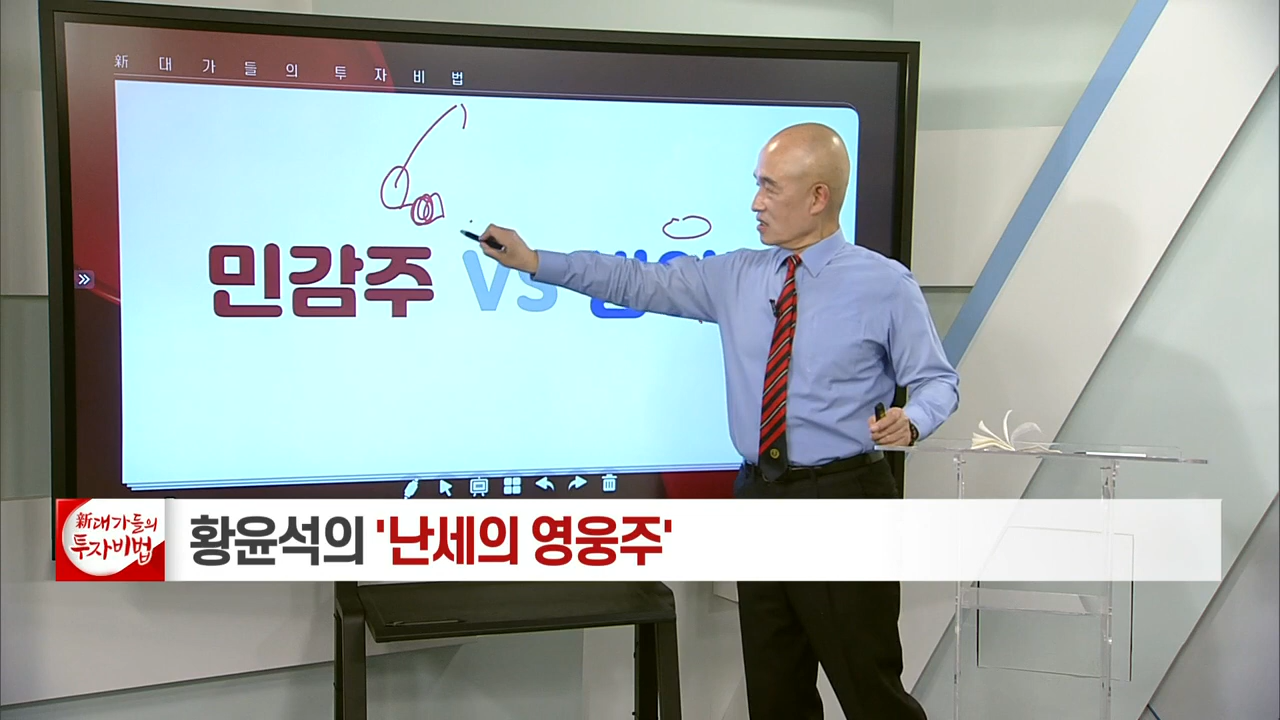 新 대 가 들 의 투 자 비 법
민감주 VS
新대가들의
투자비법
황윤석의 '난세의 영웅주'